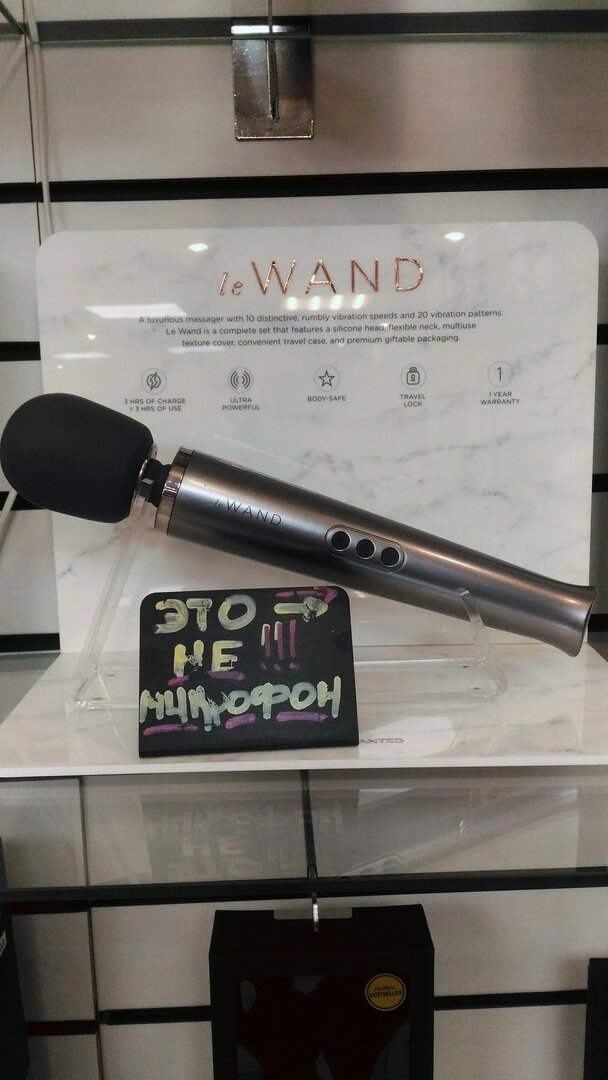 le WAND
A luxurious massager with 10 distinctive, rumbly vibration speeds and 20 vibration patterns.
Le Wand is a complete set that features a silicone head, flexible neck, multiuse
texture cover, convenient travel case, and premium giftable packaging.
3 HRS OF CHARGE
= 3 HRS OF USE
ULTRA
POWERFUL
BODY-SAFE
TRAVEL
LOCK
1
1 YEAR
WARRANTY
le WAND
ЭТО →
НЕ !!!
МИКРОФОН
GLOBAL
BESTSELLER